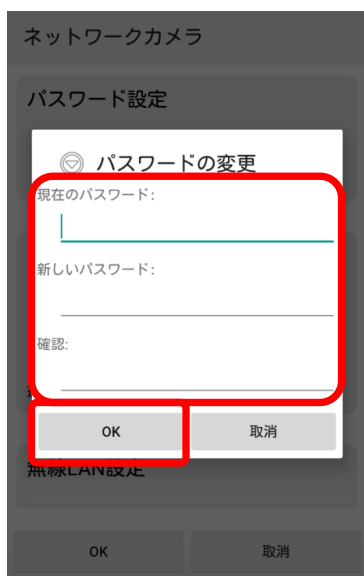 ネットワークカメラ
パスワード設定
パスワードの変更
現在のパスワード:
新しいパスワード:
確認:
OK 取消
無線LAN設定
OK 取消